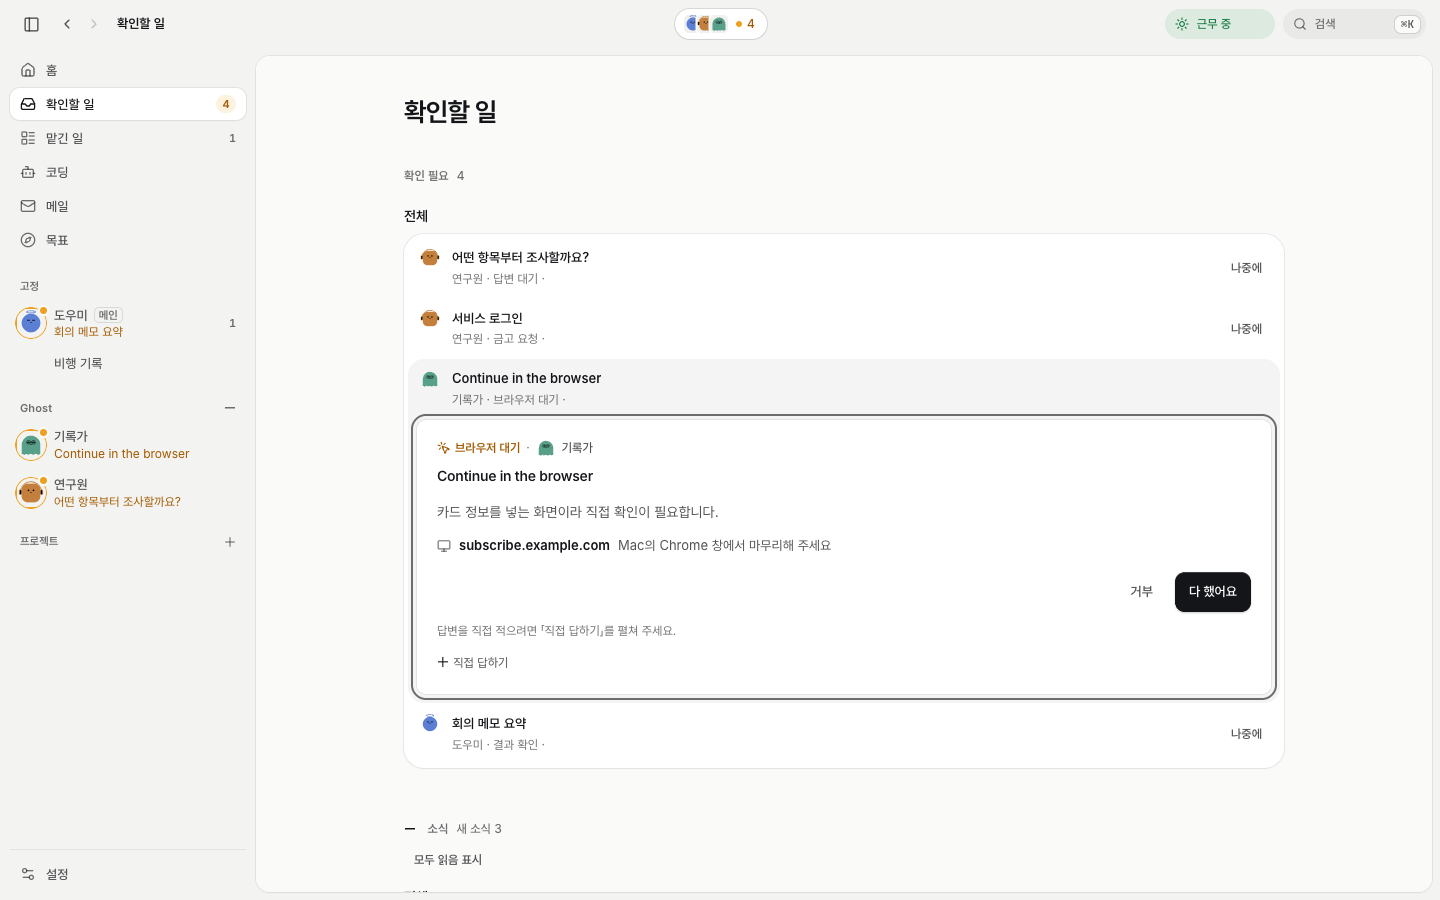 확인할 일
4
근무 중
검색
⌘K
홈
확인할 일
4
맡긴 일
1
코딩
메일
목표
고정
도우미 메인
회의 메모 요약
1
비행 기록
Ghost
기록가
Continue in the browser
연구원
어떤 항목부터 조사할까요?
프로젝트
설정
확인할 일
확인 필요 4
전체
어떤 항목부터 조사할까요?
연구원 · 답변 대기 ·
나중에
서비스 로그인
연구원 · 금고 요청 ·
나중에
Continue in the browser
기록가 · 브라우저 대기 ·
브라우저 대기 · 기록가
Continue in the browser
카드 정보를 넣는 화면이라 직접 확인이 필요합니다.
subscribe.example.com Mac의 Chrome 창에서 마무리해 주세요
거부
다 했어요
답변을 직접 적으려면 「직접 답하기」를 펼쳐 주세요.
직접 답하기
회의 메모 요약
도우미 · 결과 확인 ·
나중에
소식 새 소식 3
모두 읽음 표시